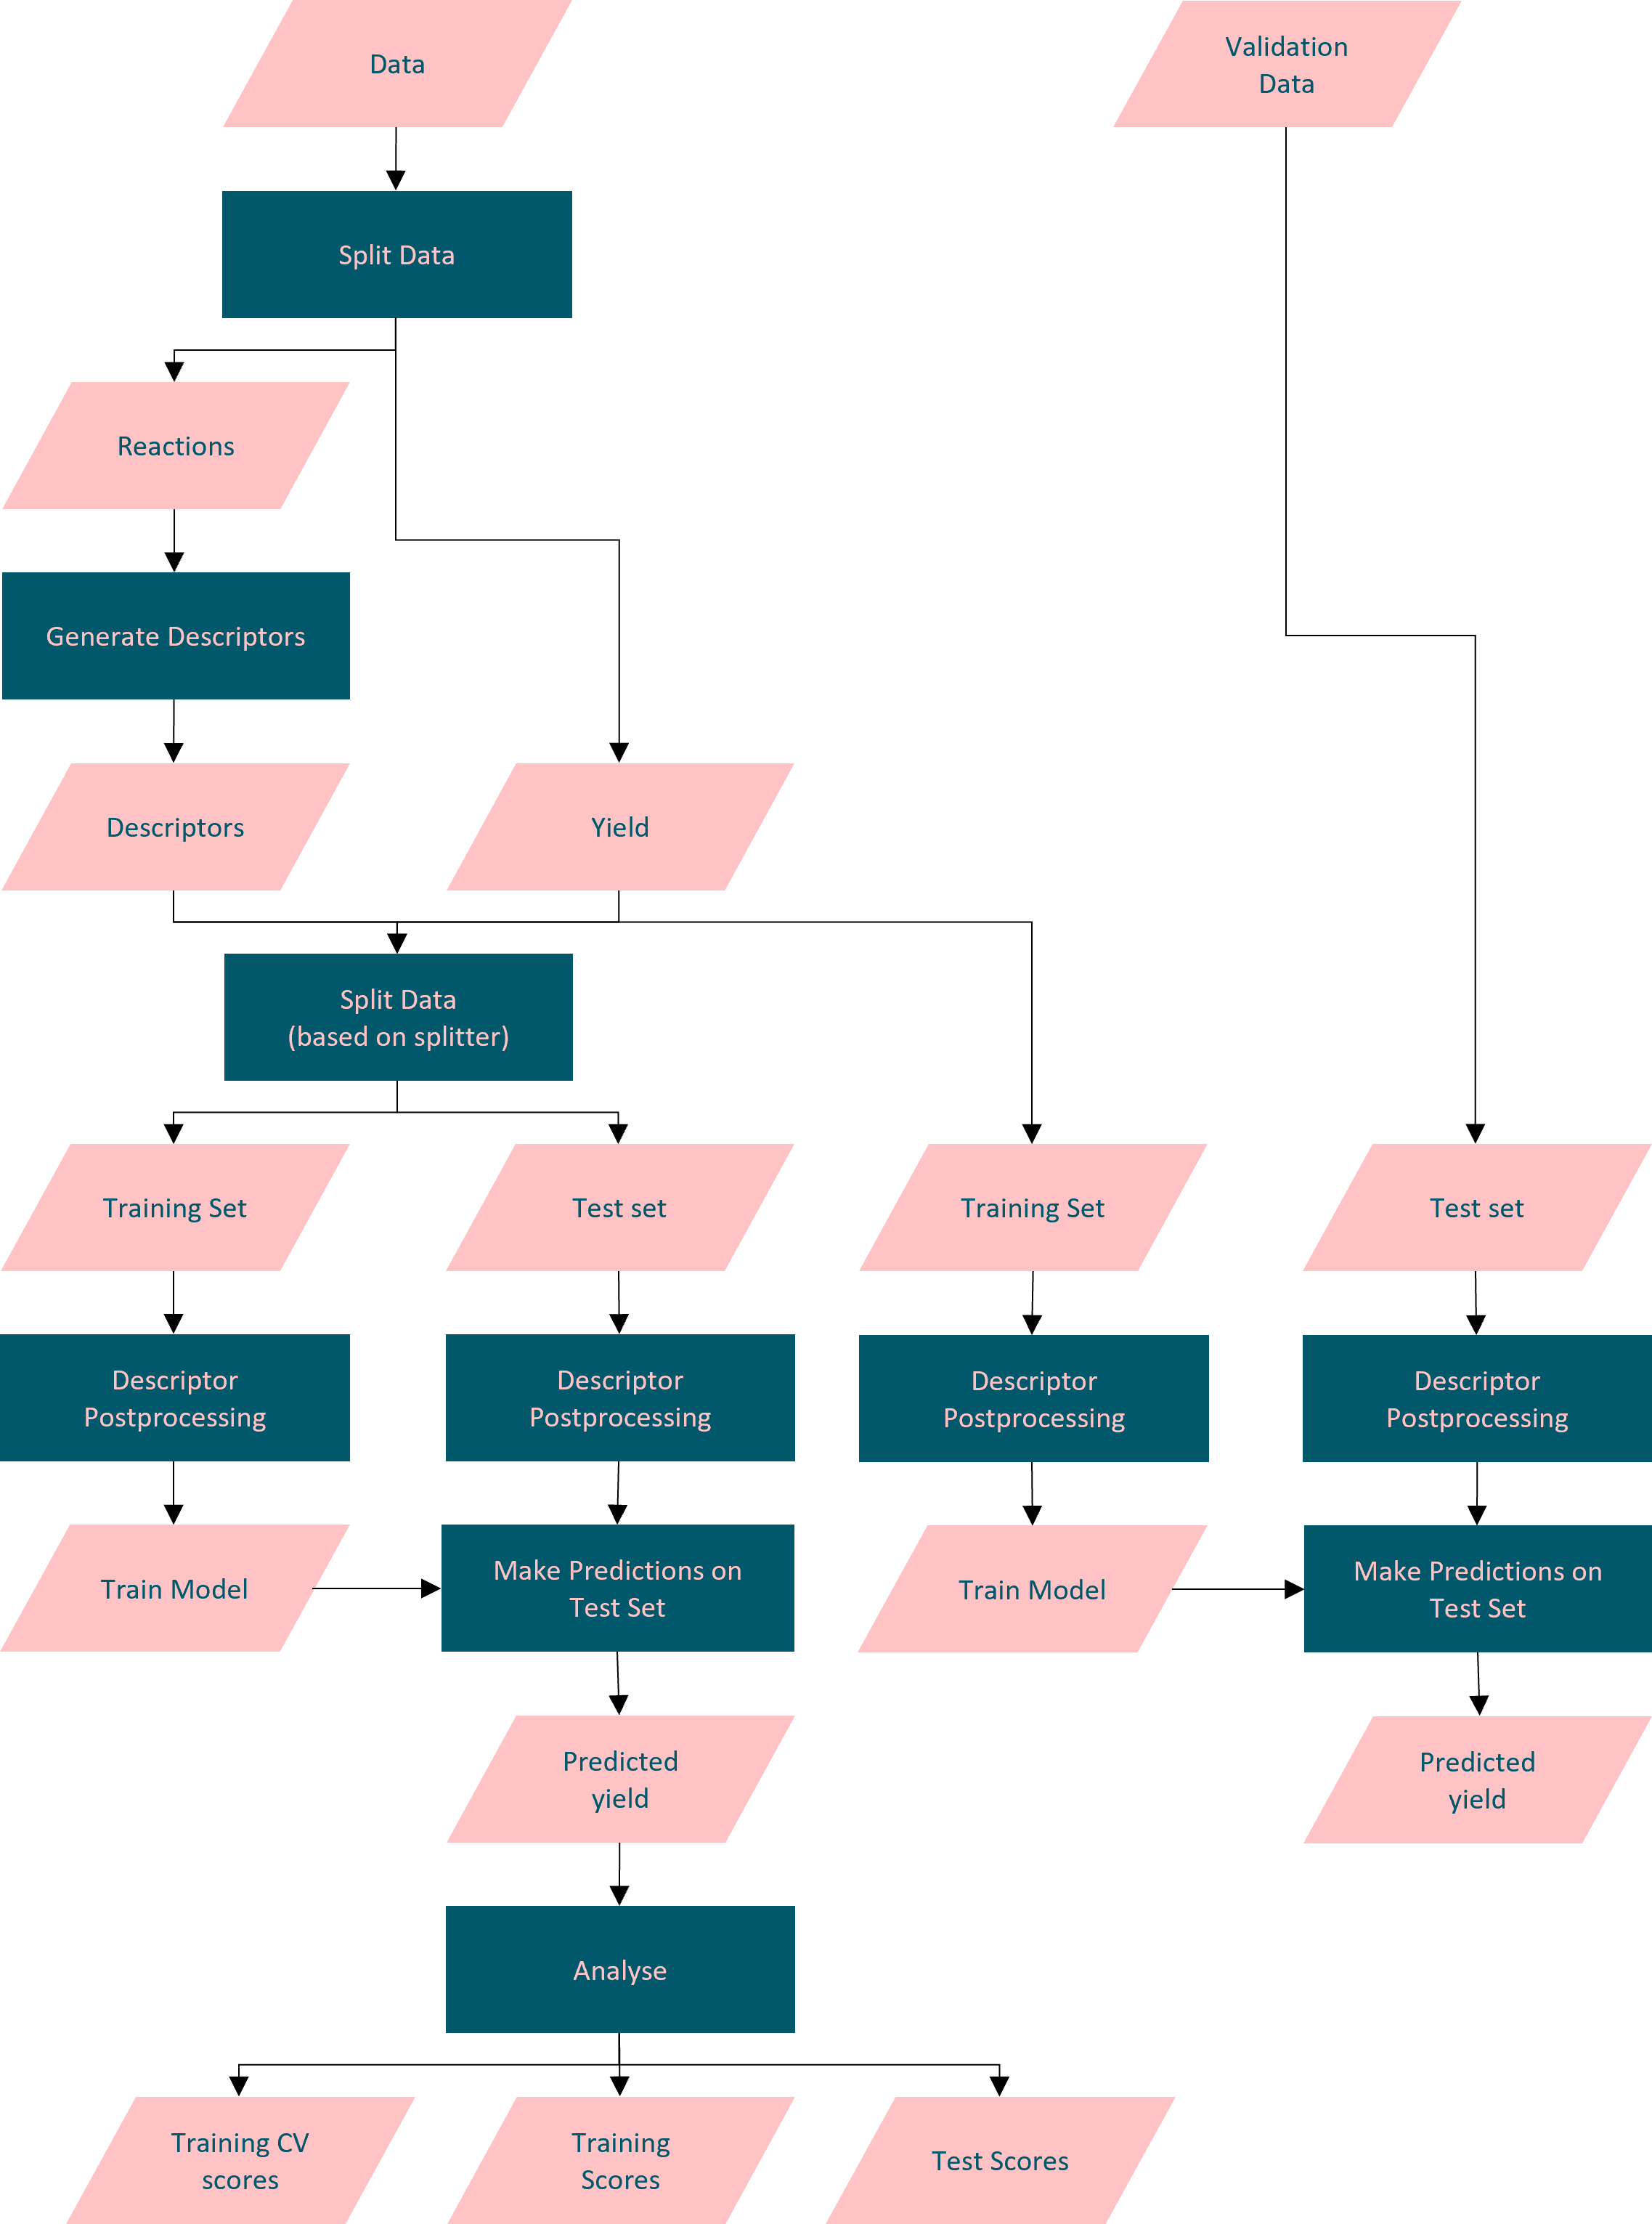 Data
Validation
Data
Split Data
Reactions
Generate Descriptors
Descriptors
Yield
Split Data
(based on splitter)
Training Set
Test set
Training Set
Test set
Descriptor
Postprocessing
Descriptor
Postprocessing
Descriptor
Postprocessing
Descriptor
Postprocessing
Train Model
Make Predictions on
Test Set
Train Model
Make Predictions on
Test Set
Predicted
yield
Predicted
yield
Analyse
Training CV
scores
Training
Scores
Test Scores